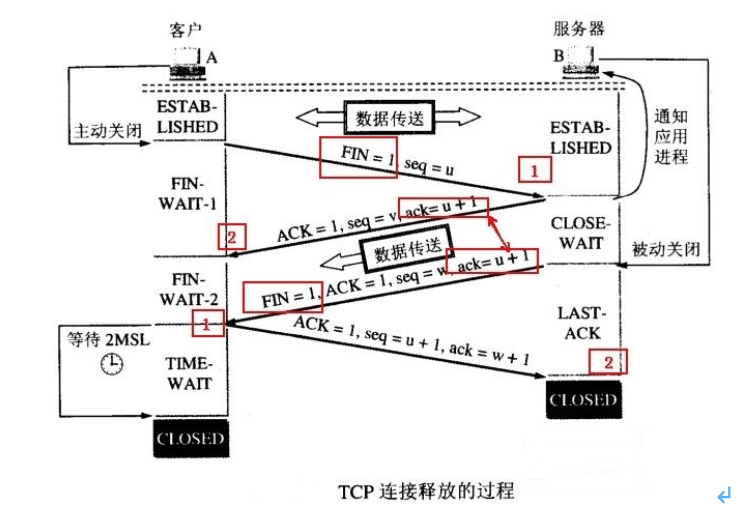 客户
服务器
A
B
ESTAB-
LISHED
数据传送
主动关闭
ESTAB-
LISHED
通知
应用
进程
FIN = 1, seq = u
1
FIN-
WAIT-1
ACK = 1, seq = v, ack= u + 1
2
CLOSE-
WAIT
数据传送
被动关闭
FIN = 1, ACK = 1, seq = w, ack= u + 1
FIN-
WAIT-2
1
ACK = 1, seq = u + 1, ack = w + 1
LAST-
ACK
2
等待 2MSL
TIME-
WAIT
CLOSED
CLOSED
TCP 连接释放的过程